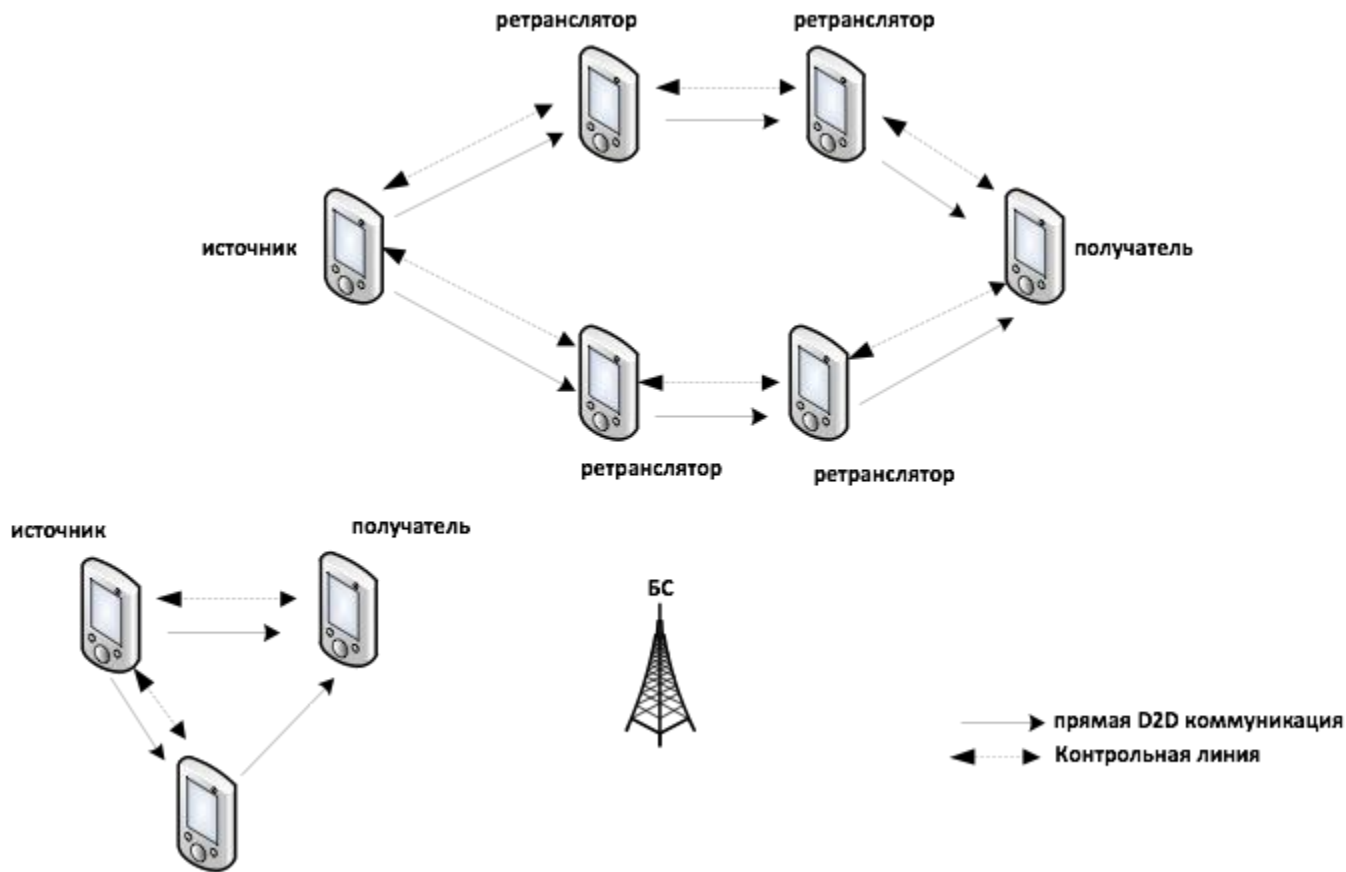 ретранслятор
ретранслятор
источник
получатель
ретранслятор
ретранслятор
источник
получатель
БС
прямая D2D коммуникация
Контрольная линия